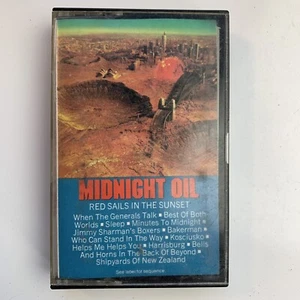 MIDNIGHT OIL
RED SAILS IN THE SUNSET
When The Generals Talk • Best Of Both
Worlds • Sleep • Minutes To Midnight •
Jimmy Sharman's Boxers • Bakerman •
Who Can Stand In The Way • Kosciusko •
Helps Me Helps You • Harrisburg • Bells
And Horns In The Back Of Beyond •
Shipyards Of New Zealand
See label for sequence